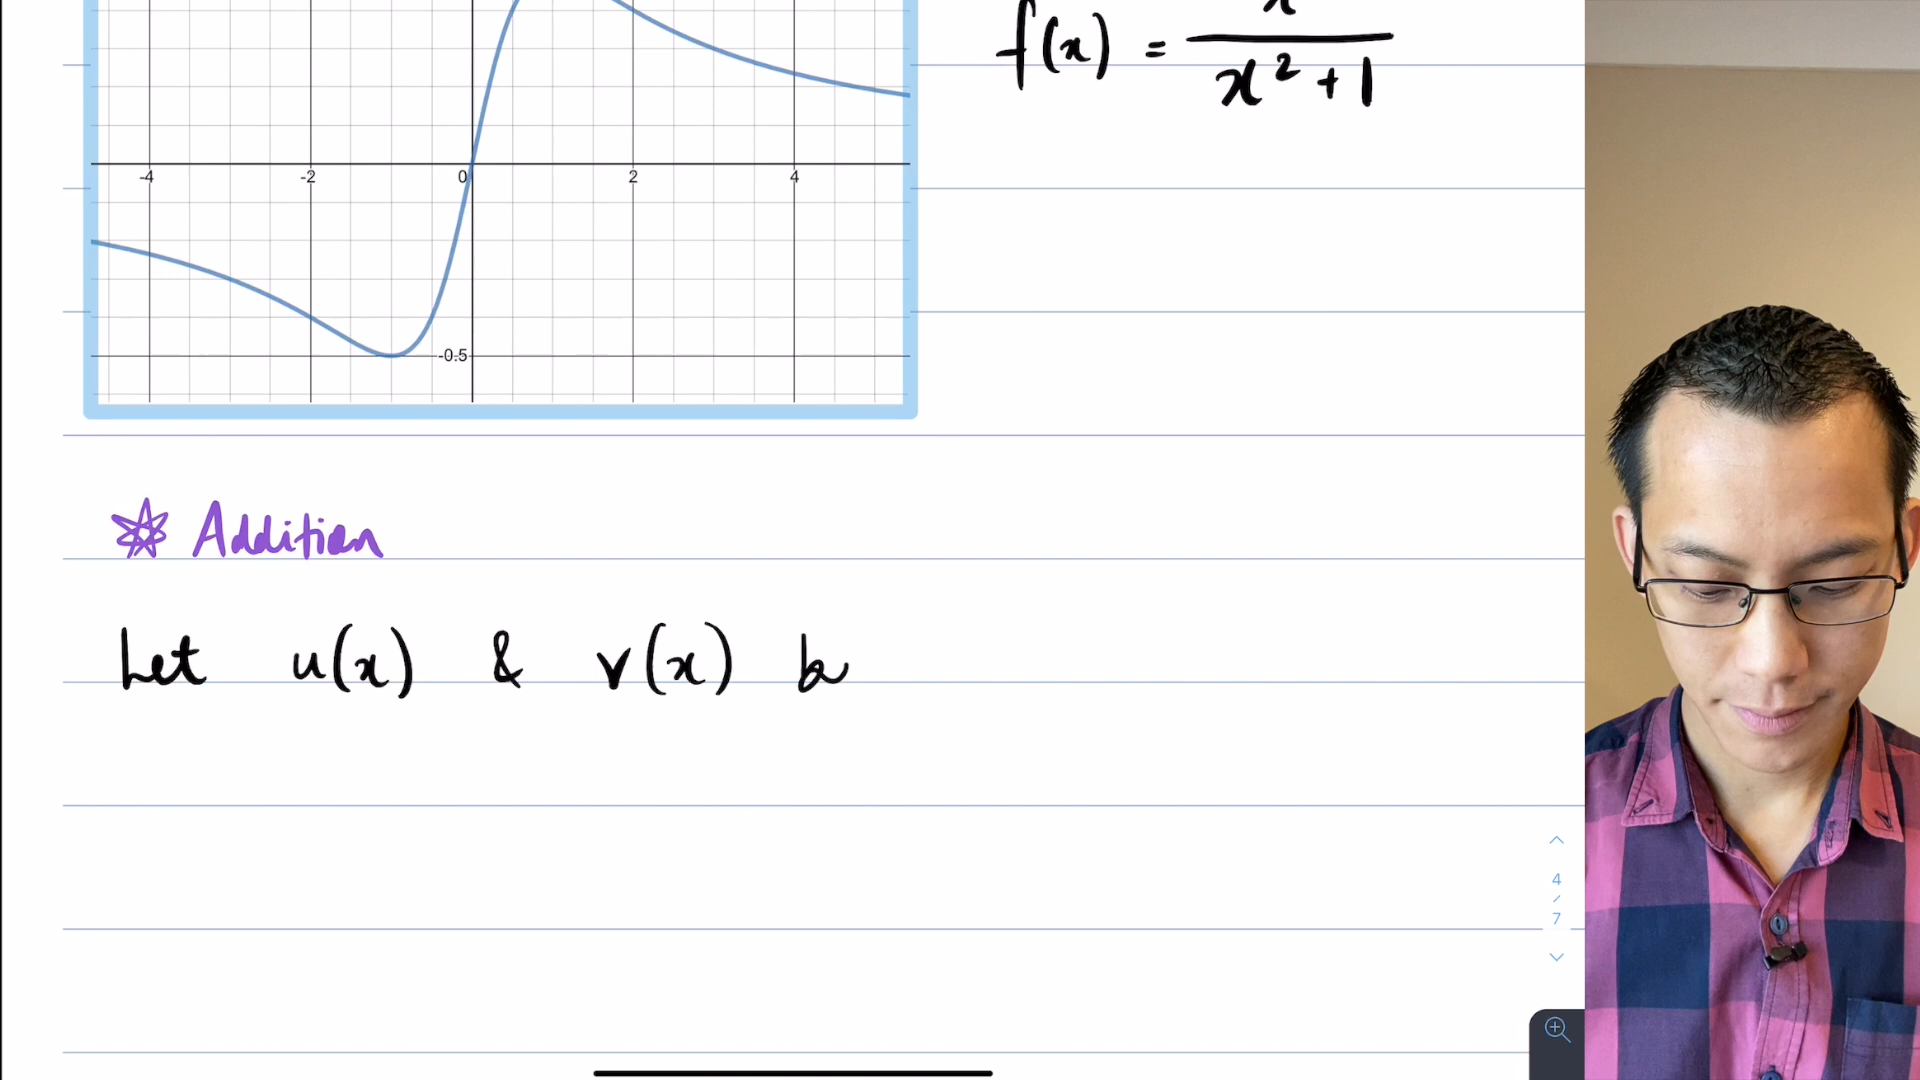 f(x) = x
x² + 1
-4 -2 0 2 4
-0.5
Addition
Let u(x) & v(x) be
4
/
7